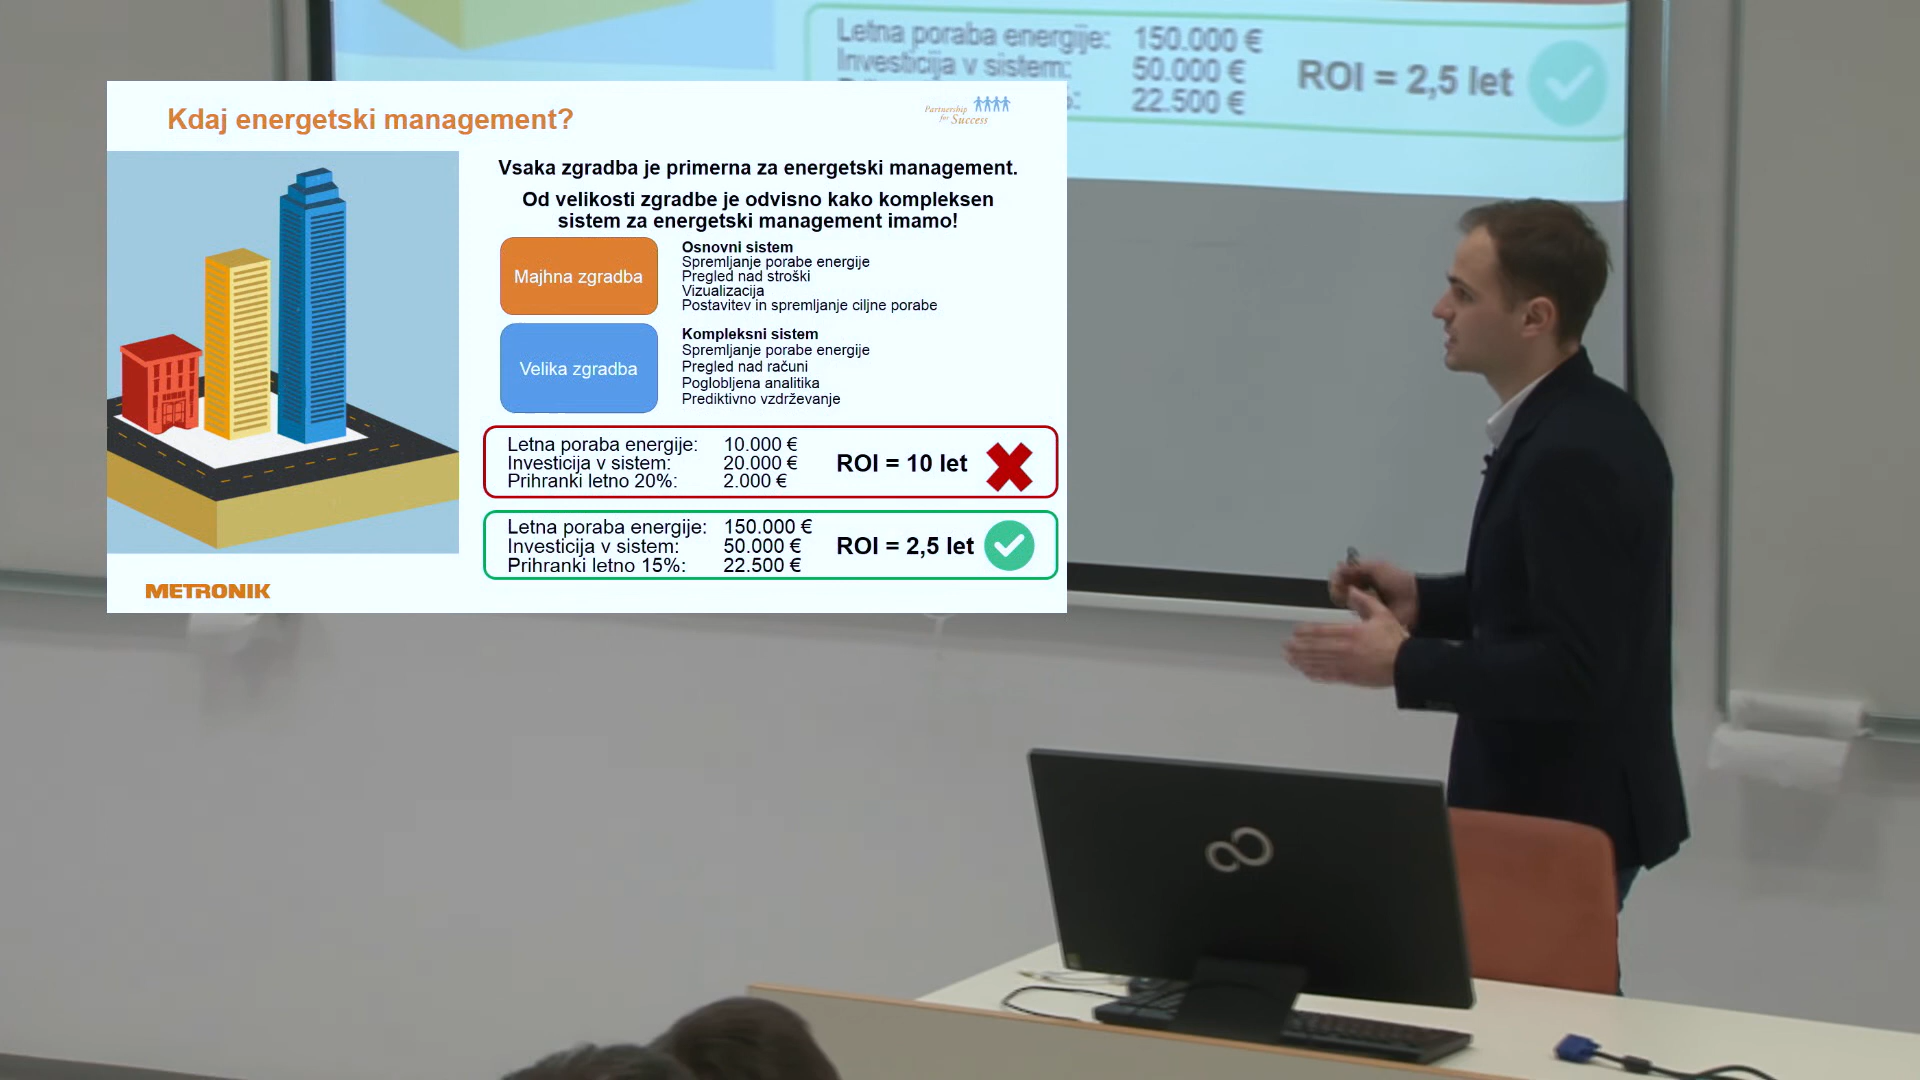 Letna poraba energije: 150.000 €
Investicija v sistem: 50.000 € ROI = 2,5 let
22.500 €
Kdaj energetski management?
Partnership
for Success
Vsaka zgradba je primerna za energetski management.
Od velikosti zgradbe je odvisno kako kompleksen
sistem za energetski management imamo!
Majhna zgradba
Osnovni sistem
Spremljanje porabe energije
Pregled nad stroški
Vizualizacija
Postavitev in spremljanje ciljne porabe
Velika zgradba
Kompleksni sistem
Spremljanje porabe energije
Pregled nad računi
Poglobljena analitika
Prediktivno vzdrževanje
Letna poraba energije: 10.000 €
Investicija v sistem: 20.000 € ROI = 10 let
Prihranki letno 20%: 2.000 €
Letna poraba energije: 150.000 €
Investicija v sistem: 50.000 € ROI = 2,5 let
Prihranki letno 15%: 22.500 €
METRONIK